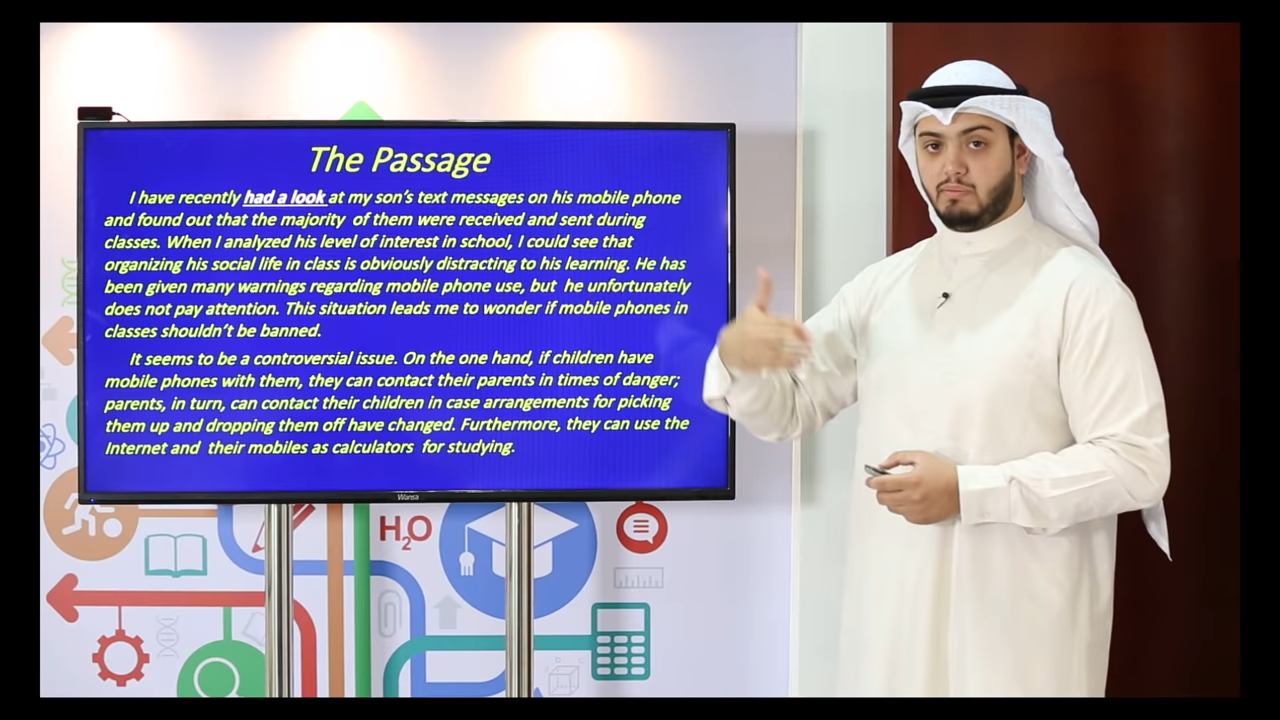 The Passage
I have recently had a look at my son's text messages on his mobile phone
and found out that the majority of them were received and sent during
classes. When I analyzed his level of interest in school, I could see that
organizing his social life in class is obviously distracting to his learning. He has
been given many warnings regarding mobile phone use, but he unfortunately
does not pay attention. This situation leads me to wonder if mobile phones in
classes shouldn't be banned.
It seems to be a controversial issue. On the one hand, if children have
mobile phones with them, they can contact their parents in times of danger;
parents, in turn, can contact their children in case arrangements for picking
them up and dropping them off have changed. Furthermore, they can use the
Internet and their mobiles as calculators for studying.
Wansa
H2O